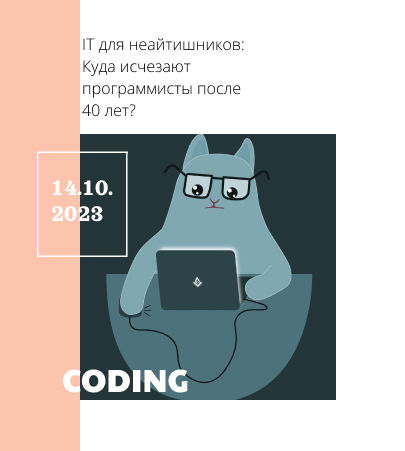 IT для неайтишников:
Куда исчезают
программисты после
40 лет?
14.10.
2023
CODING